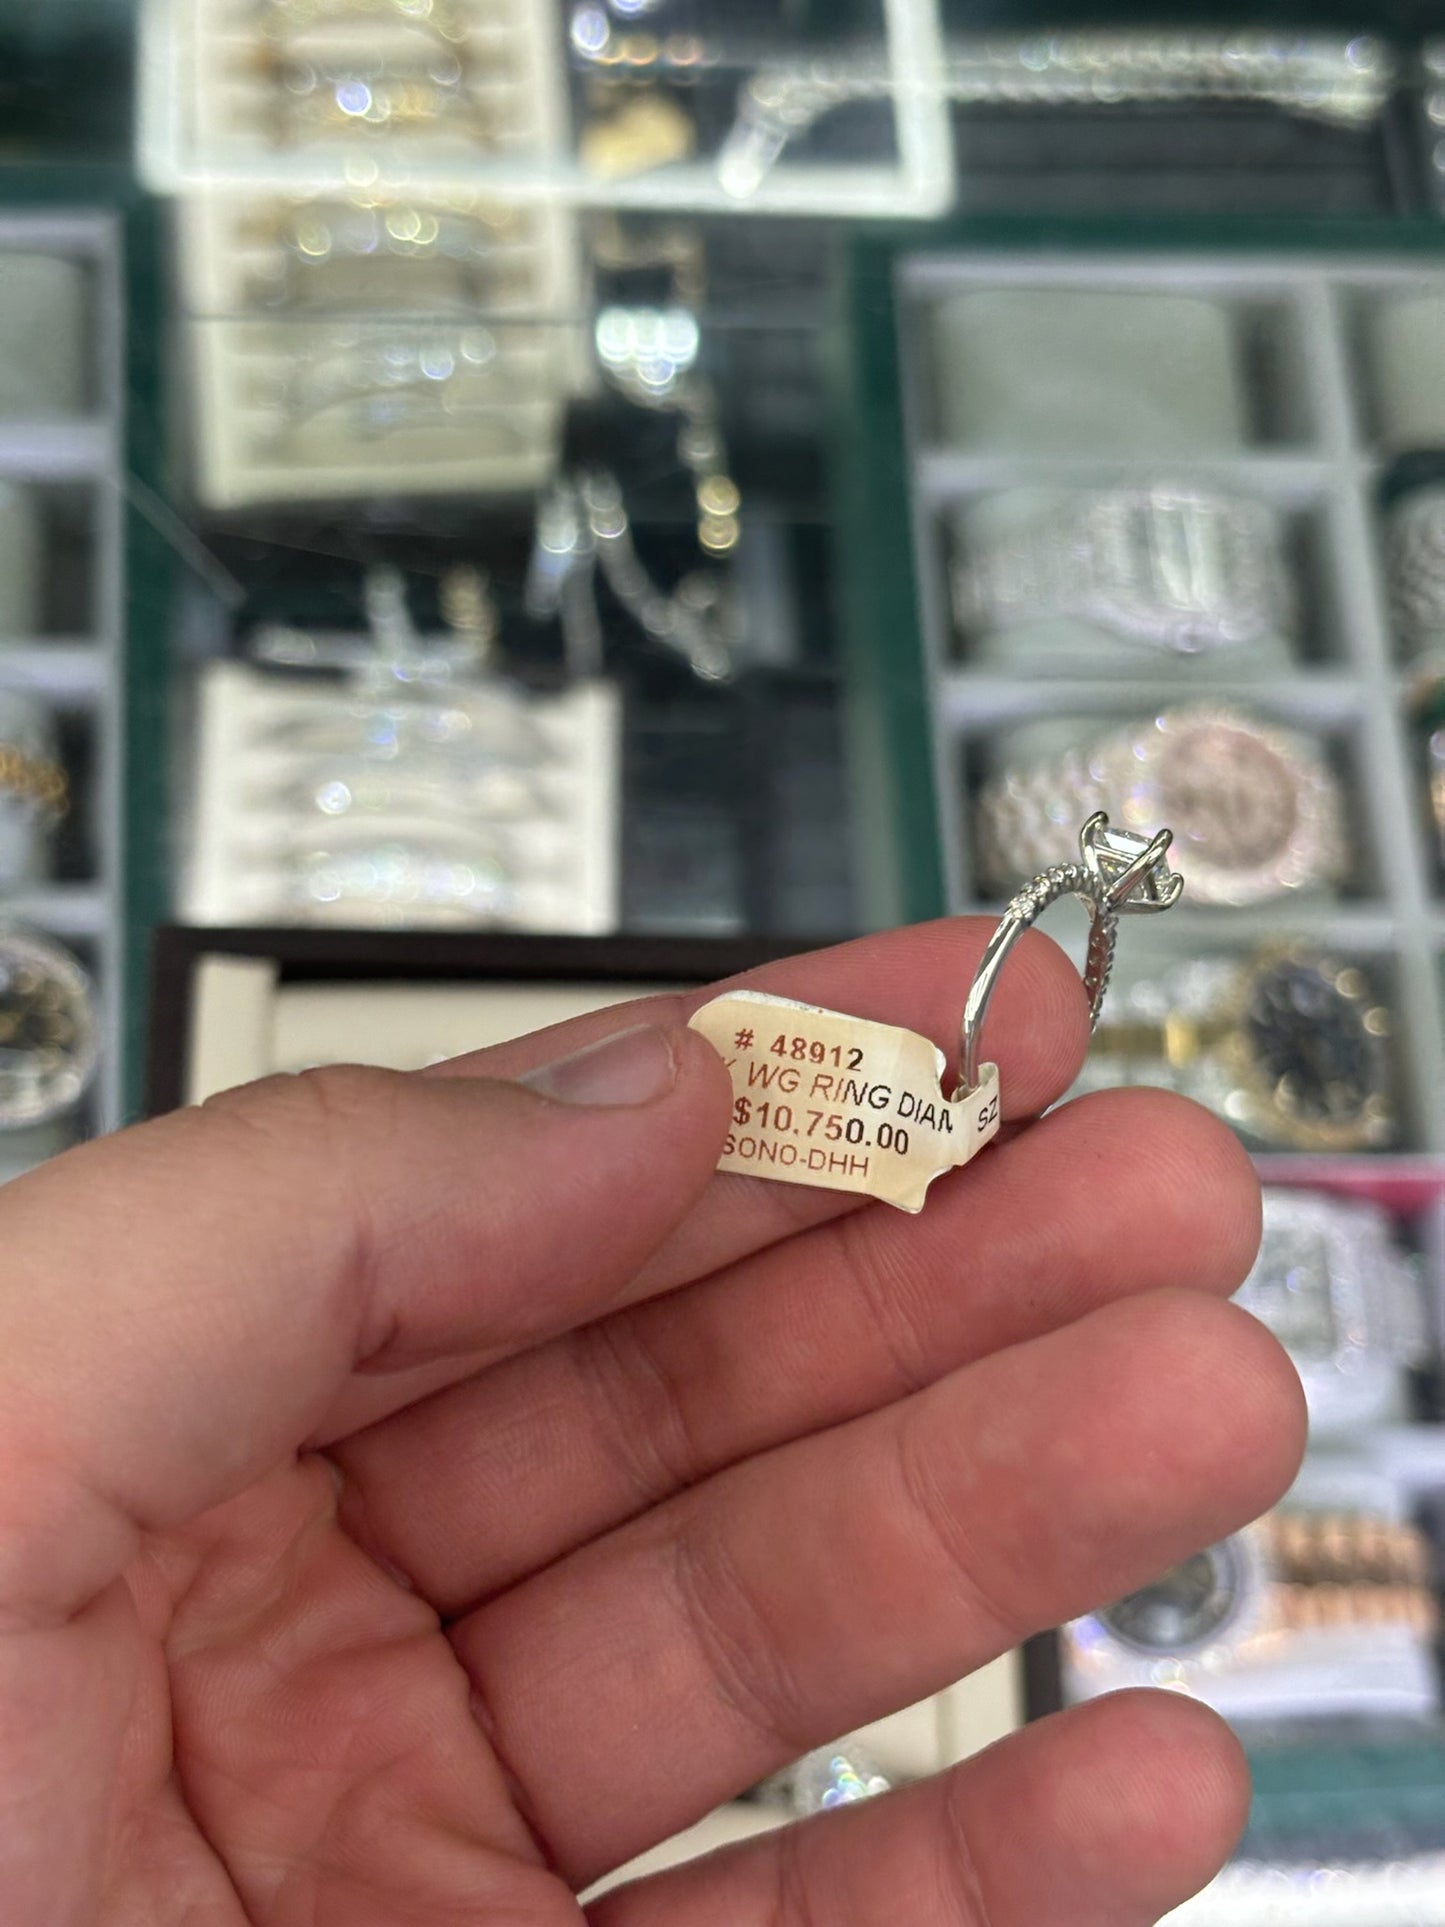 # 48912
WG RING DIAM SZ
$10.750.00
SONO-DHH